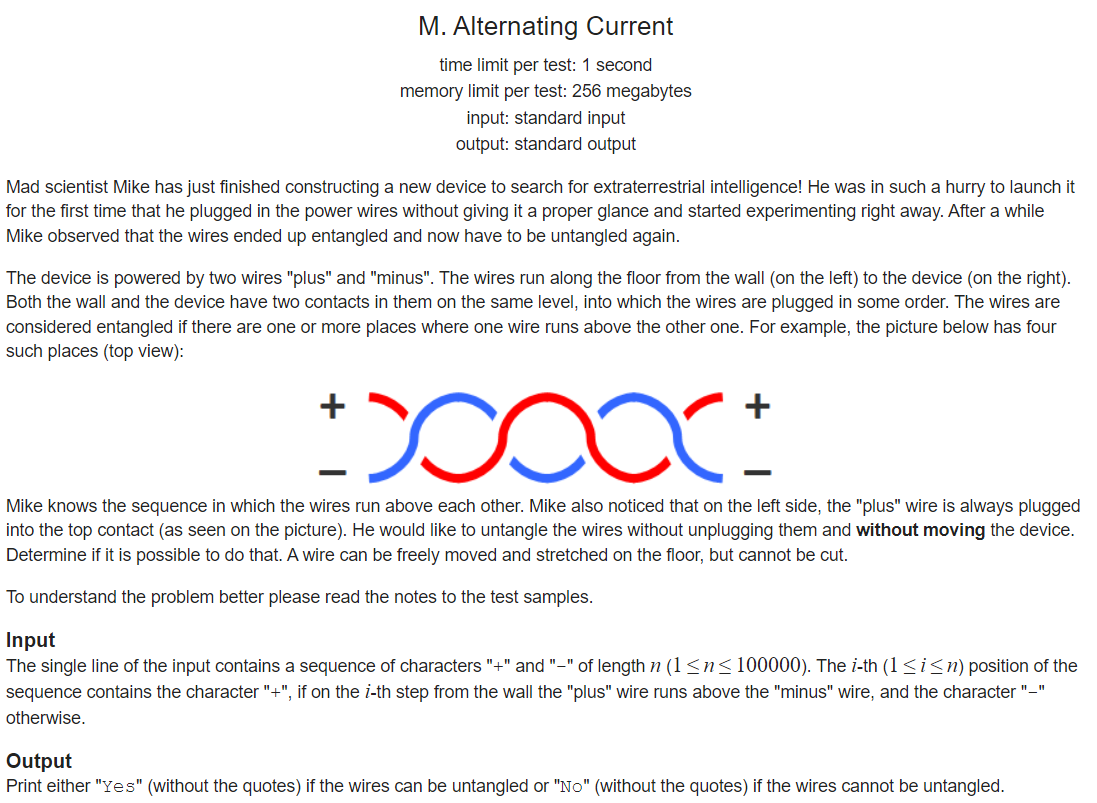 M. Alternating Current
time limit per test: 1 second
memory limit per test: 256 megabytes
input: standard input
output: standard output
Mad scientist Mike has just finished constructing a new device to search for extraterrestrial intelligence! He was in such a hurry to launch it
for the first time that he plugged in the power wires without giving it a proper glance and started experimenting right away. After a while
Mike observed that the wires ended up entangled and now have to be untangled again.
The device is powered by two wires "plus" and "minus". The wires run along the floor from the wall (on the left) to the device (on the right).
Both the wall and the device have two contacts in them on the same level, into which the wires are plugged in some order. The wires are
considered entangled if there are one or more places where one wire runs above the other one. For example, the picture below has four
such places (top view):
+ +
− −
Mike knows the sequence in which the wires run above each other. Mike also noticed that on the left side, the "plus" wire is always plugged
into the top contact (as seen on the picture). He would like to untangle the wires without unplugging them and without moving the device.
Determine if it is possible to do that. A wire can be freely moved and stretched on the floor, but cannot be cut.
To understand the problem better please read the notes to the test samples.
Input
The single line of the input contains a sequence of characters "+" and "−" of length n (1 ≤ n ≤ 100000). The i-th (1 ≤ i ≤ n) position of the
sequence contains the character "+", if on the i-th step from the wall the "plus" wire runs above the "minus" wire, and the character "−"
otherwise.
Output
Print either "Yes" (without the quotes) if the wires can be untangled or "No" (without the quotes) if the wires cannot be untangled.